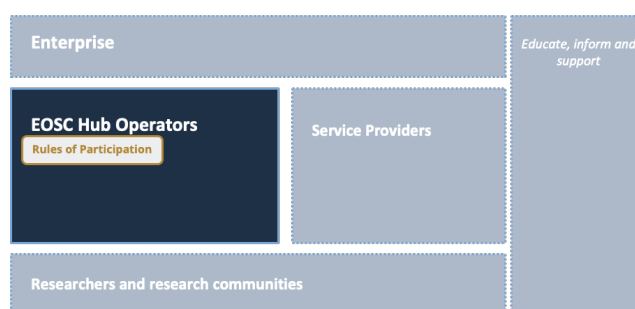 Enterprise
Educate, inform and
support
EOSC Hub Operators
Rules of Participation
Service Providers
Researchers and research communities